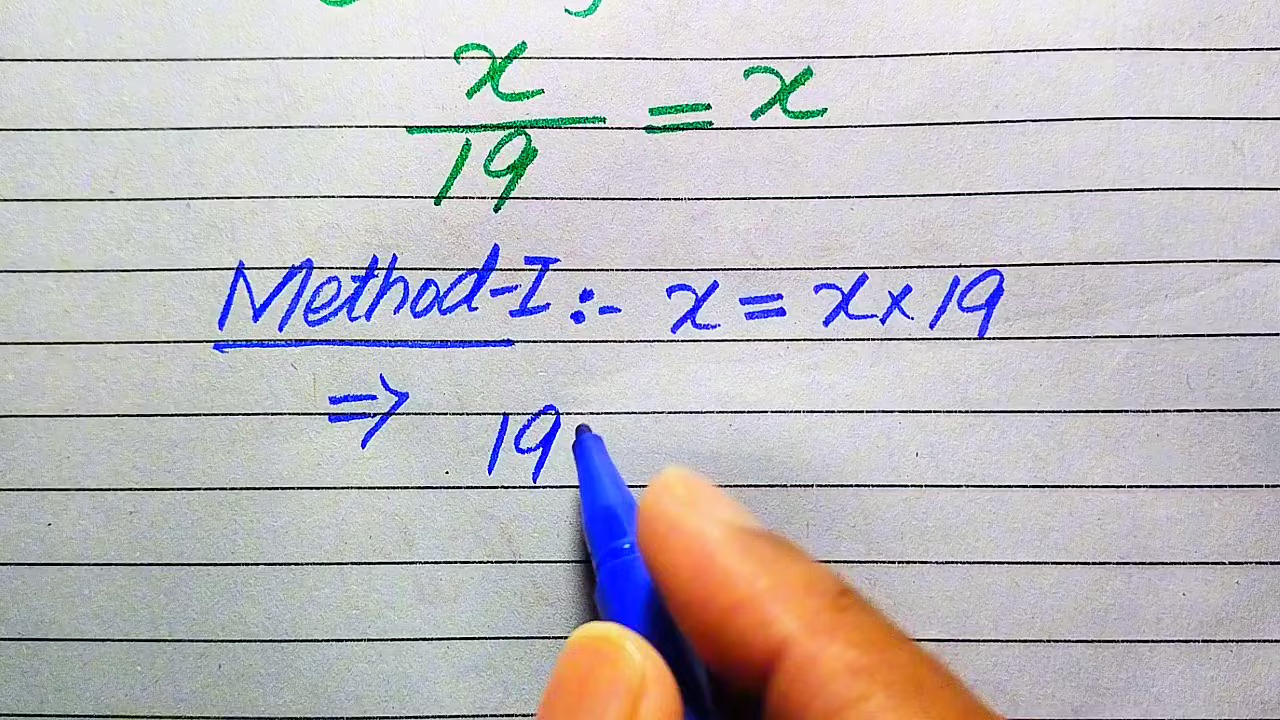 x/19 = x
Method-I :- x = x × 19
⇒ 19